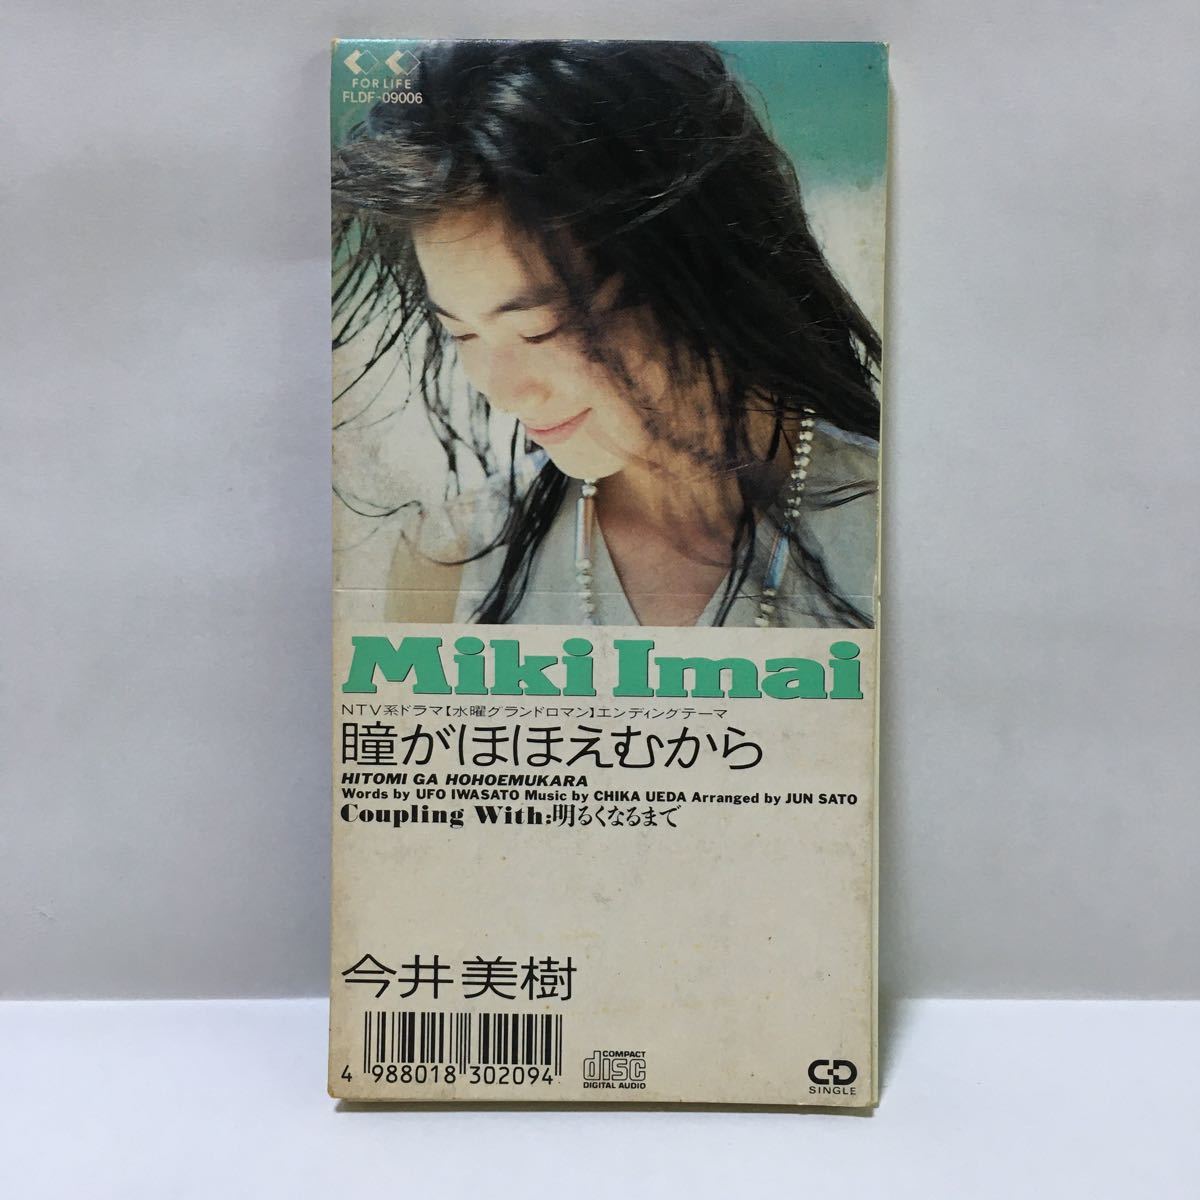 FOR LIFE
FLDF-09006
Miki Imai
NTV系ドラマ【水曜グランドロマン】エンディングテーマ
瞳がほほえむから
HITOMI GA HOHOEMUKARA
Words by UFO IWASATO Music by CHIKA UEDA Arranged by JUN SATO
Coupling With:明るくなるまで
今井美樹
4 988018 302094
COMPACT
disc
DIGITAL AUDIO
CD
SINGLE